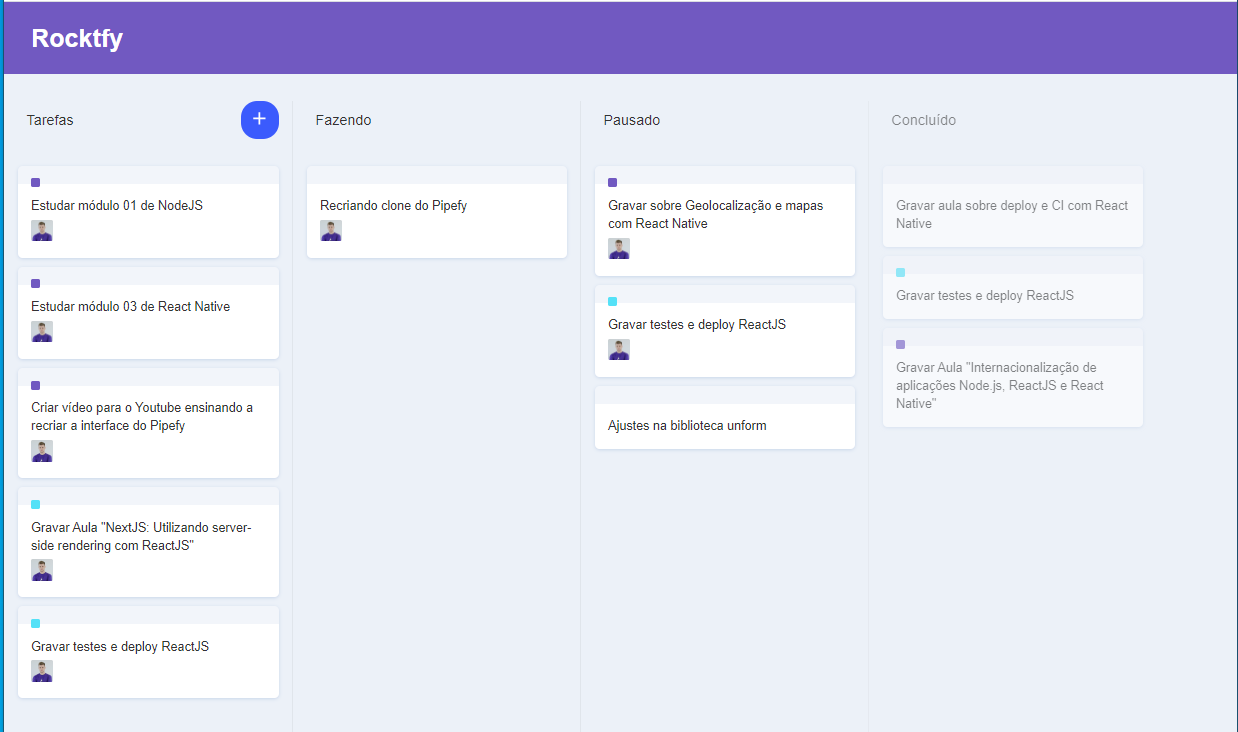 Rocktfy
Tarefas
+
Estudar módulo 01 de NodeJS
Estudar módulo 03 de React Native
Criar vídeo para o Youtube ensinando a
recriar a interface do Pipefy
Gravar Aula "NextJS: Utilizando server-
side rendering com ReactJS"
Gravar testes e deploy ReactJS
Fazendo
Recriando clone do Pipefy
Pausado
Gravar sobre Geolocalização e mapas
com React Native
Gravar testes e deploy ReactJS
Ajustes na biblioteca unform
Concluído
Gravar aula sobre deploy e CI com React
Native
Gravar testes e deploy ReactJS
Gravar Aula "Internacionalização de
aplicações Node.js, ReactJS e React
Native"